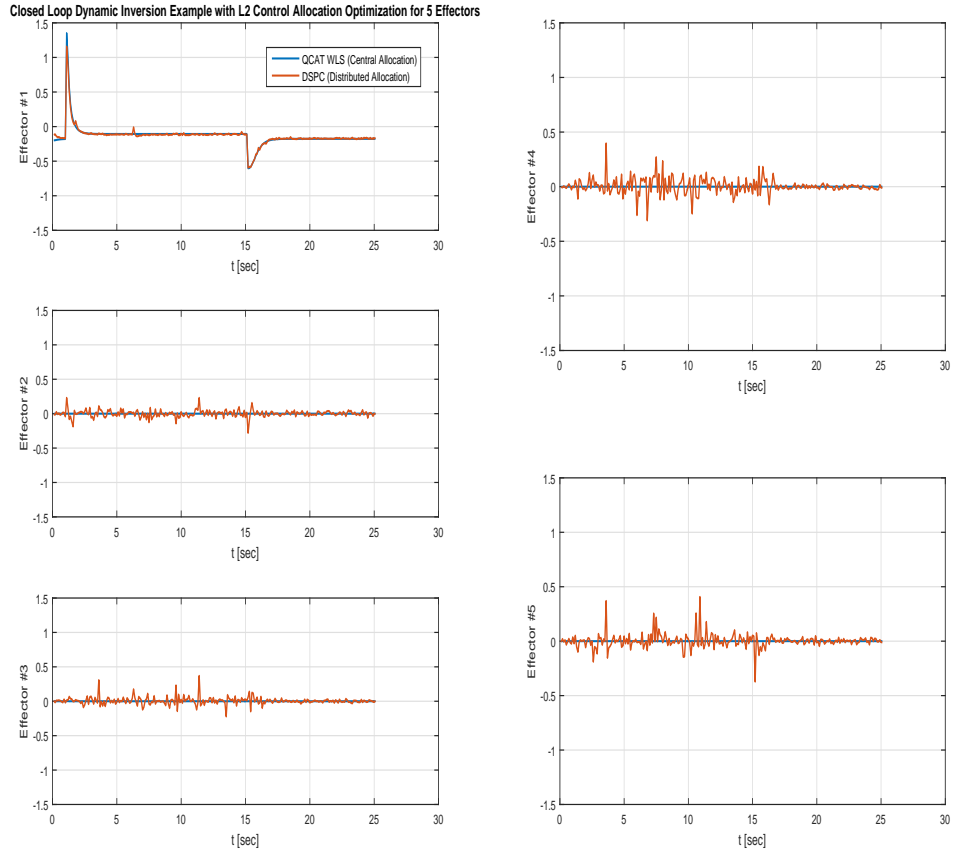 Closed Loop Dynamic Inversion Example with L2 Control Allocation Optimization for 5 Effectors
1.5
1
0.5
0
-0.5
-1
-1.5
Effector #1
QCAT WLS (Central Allocation)
DSPC (Distributed Allocation)
0 5 10 15 20 25 30
t [sec]
1.5
1
0.5
0
-0.5
-1
-1.5
Effector #2
0 5 10 15 20 25 30
t [sec]
1.5
1
0.5
0
-0.5
-1
-1.5
Effector #3
0 5 10 15 20 25 30
t [sec]
1.5
1
0.5
0
-0.5
-1
-1.5
Effector #4
0 5 10 15 20 25 30
t [sec]
1.5
1
0.5
0
-0.5
-1
-1.5
Effector #5
0 5 10 15 20 25 30
t [sec]